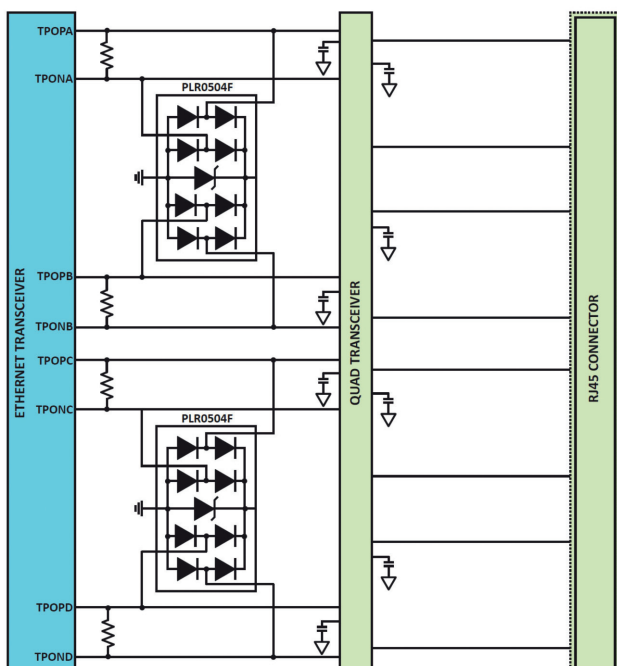 TPOPA
TPONA
PLR0504F
TPOPB
TPONB
TPOPC
TPONC
PLR0504F
TPOPD
TPOND
ETHERNET TRANSCEIVER
QUAD TRANSCEIVER
RJ45 CONNECTOR